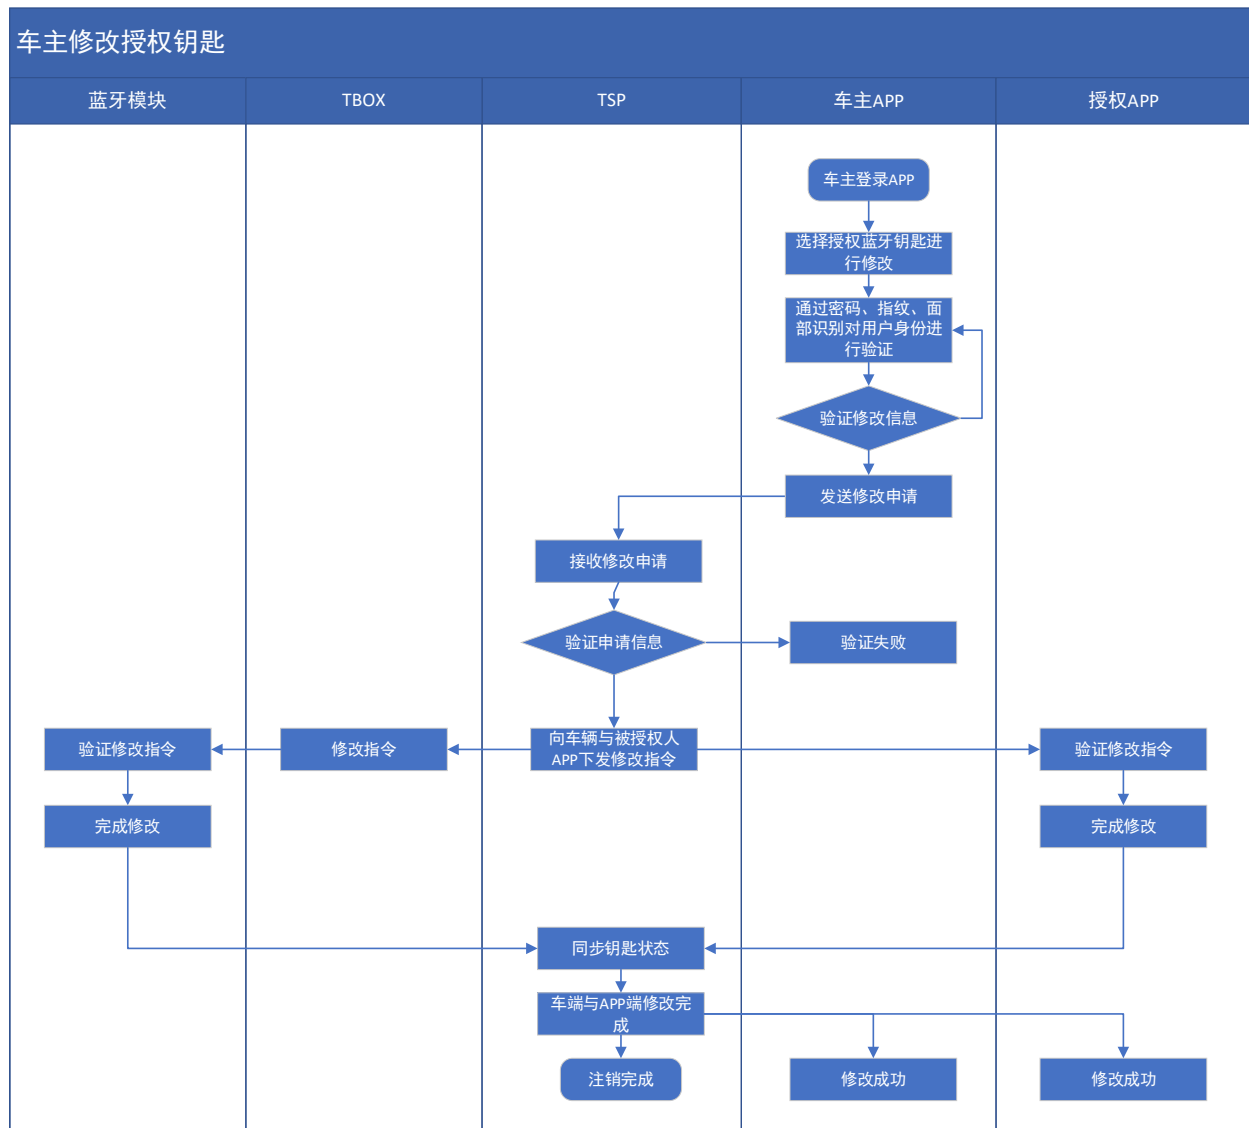 车主修改授权钥匙
蓝牙模块
TBOX
TSP
车主APP
授权APP
车主登录APP
选择授权蓝牙钥匙进
行修改
通过密码、指纹、面
部识别对用户身份进
行验证
验证修改信息
发送修改申请
接收修改申请
验证申请信息
验证失败
验证修改指令
修改指令
向车辆与被授权人
APP下发修改指令
验证修改指令
完成修改
完成修改
同步钥匙状态
车端与APP端修改完
成
注销完成
修改成功
修改成功